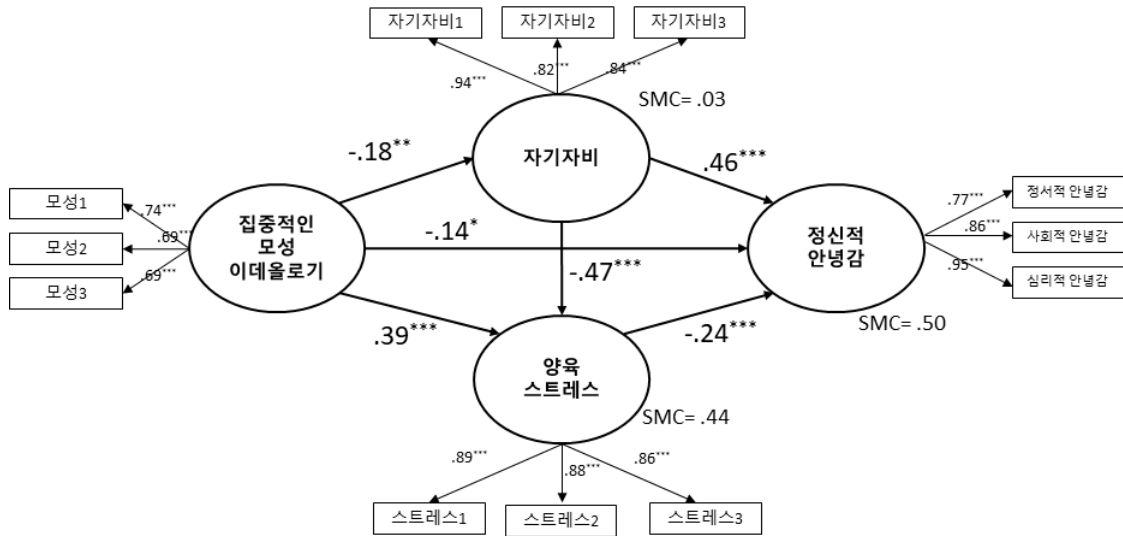 자기자비1
자기자비2
자기자비3
.94***
.82***
.84***
SMC= .03
자기자비
-.18**
.46***
모성1
모성2
모성3
.74***
.69***
.69***
집중적인
모성
이데올로기
-.14*
-.47***
정신적
안녕감
.77***
.86***
.95***
정서적 안녕감
사회적 안녕감
심리적 안녕감
SMC= .50
.39***
-.24***
양육
스트레스
SMC= .44
.89***
.88***
.86***
스트레스1
스트레스2
스트레스3